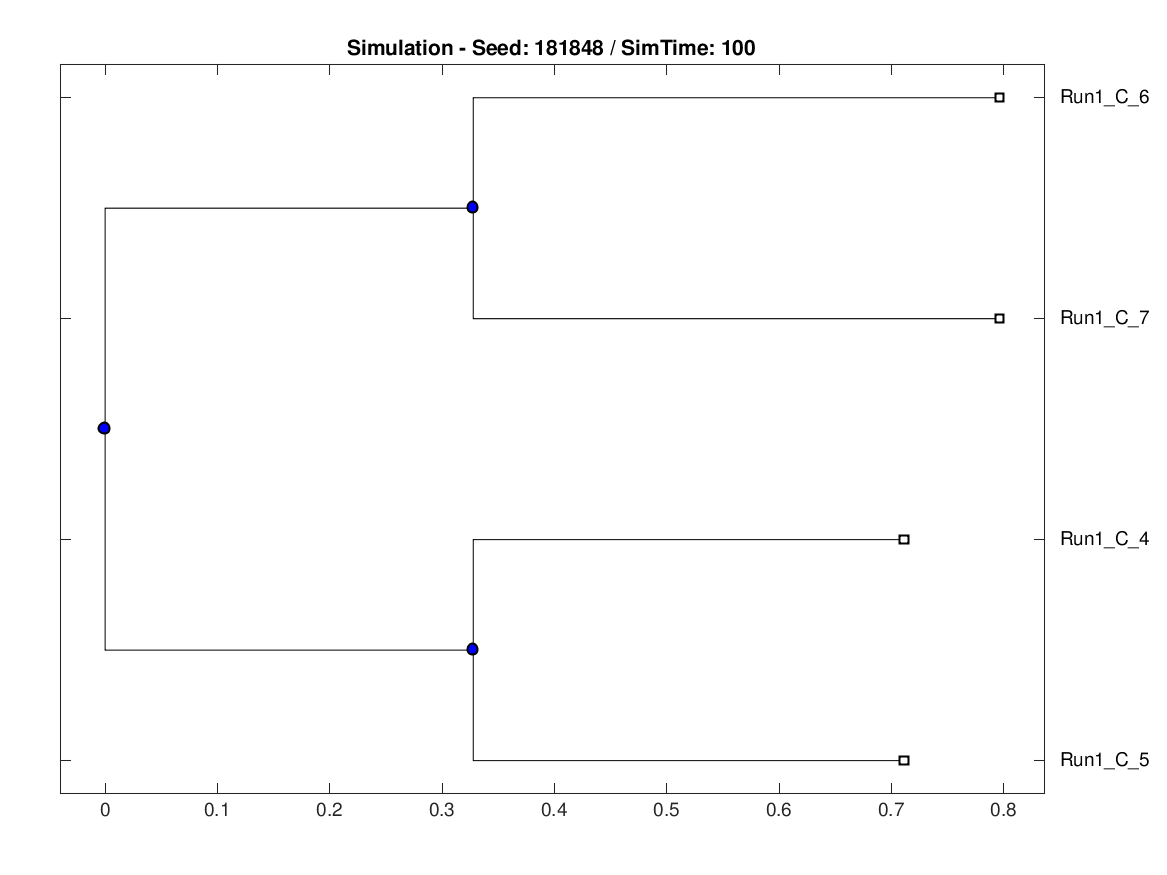 Simulation - Seed: 181848 / SimTime: 100
Run1_C_6
Run1_C_7
Run1_C_4
Run1_C_5
0 0.1 0.2 0.3 0.4 0.5 0.6 0.7 0.8